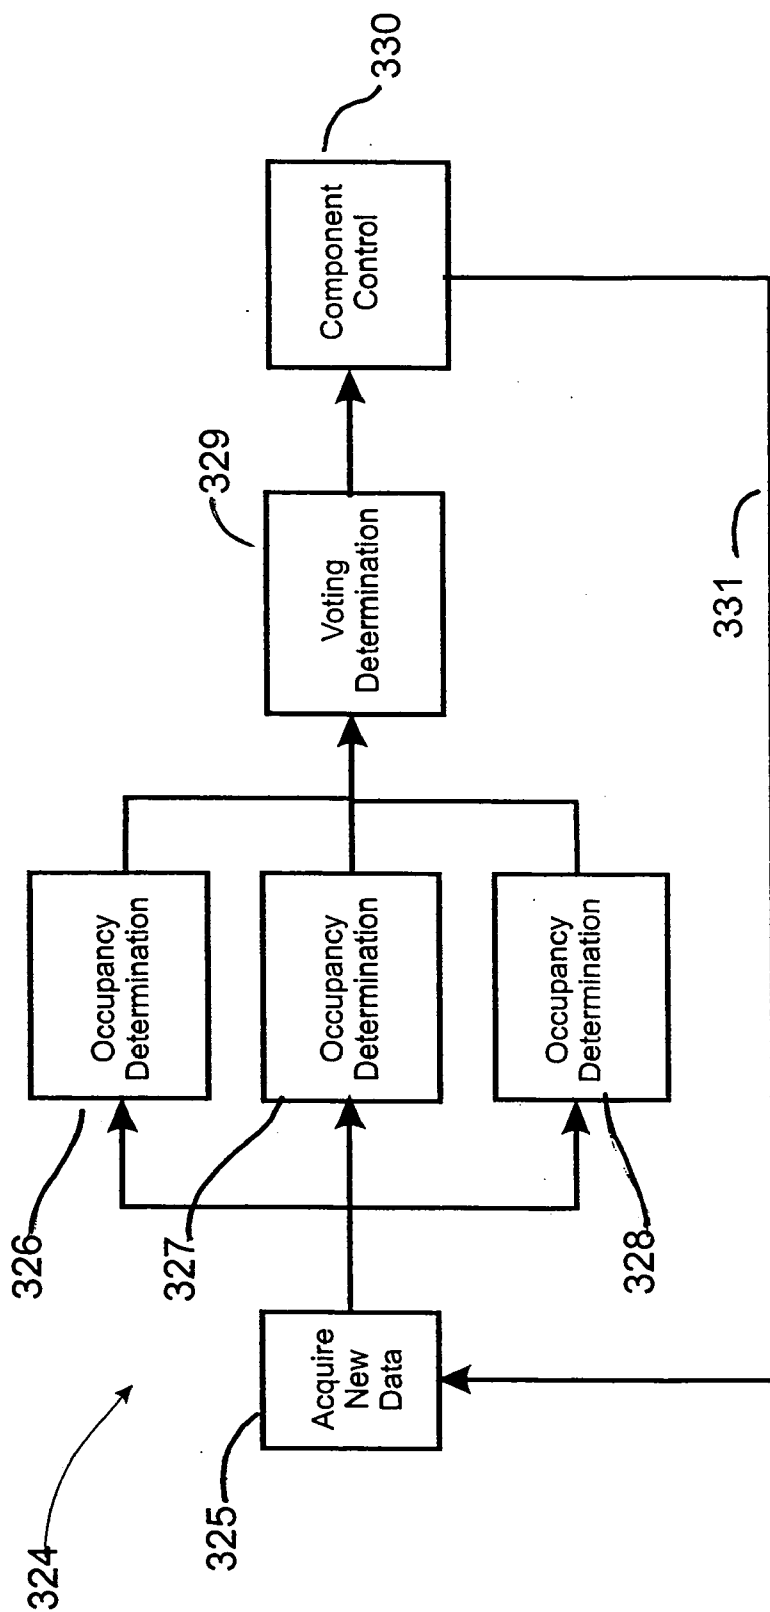 324
325
Acquire
New
Data
326
Occupancy
Determination
327
Occupancy
Determination
328
Occupancy
Determination
329
Voting
Determination
330
Component
Control
331